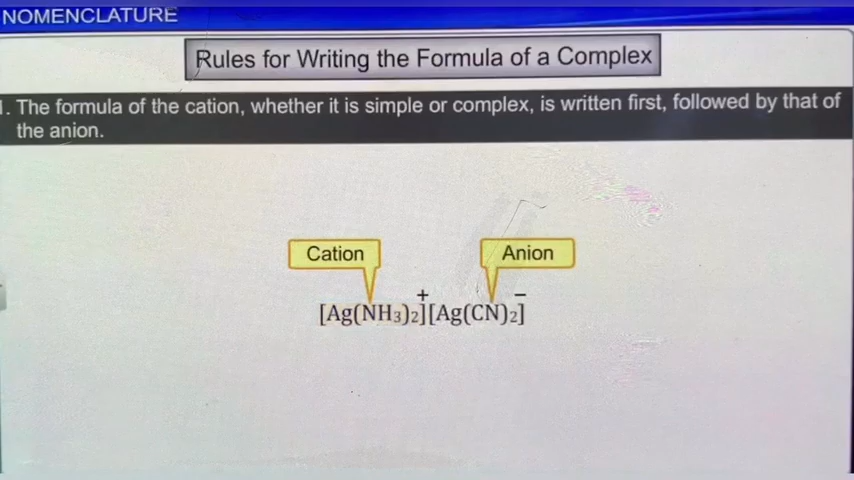 NOMENCLATURE
Rules for Writing the Formula of a Complex
1. The formula of the cation, whether it is simple or complex, is written first, followed by that of
the anion.
Cation Anion
[Ag(NH₃)₂]⁺[Ag(CN)₂]⁻